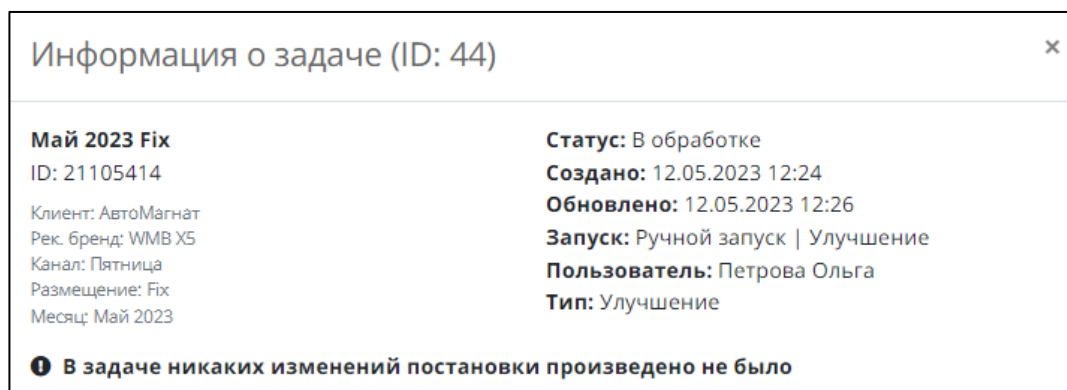 Информация о задаче (ID: 44)
×
Май 2023 Fix
ID: 21105414
Клиент: АвтоМагнат
Рек. бренд: WMB X5
Канал: Пятница
Размещение: Fix
Месяц: Май 2023
Статус: В обработке
Создано: 12.05.2023 12:24
Обновлено: 12.05.2023 12:26
Запуск: Ручной запуск | Улучшение
Пользователь: Петрова Ольга
Тип: Улучшение
В задаче никаких изменений постановки произведено не было